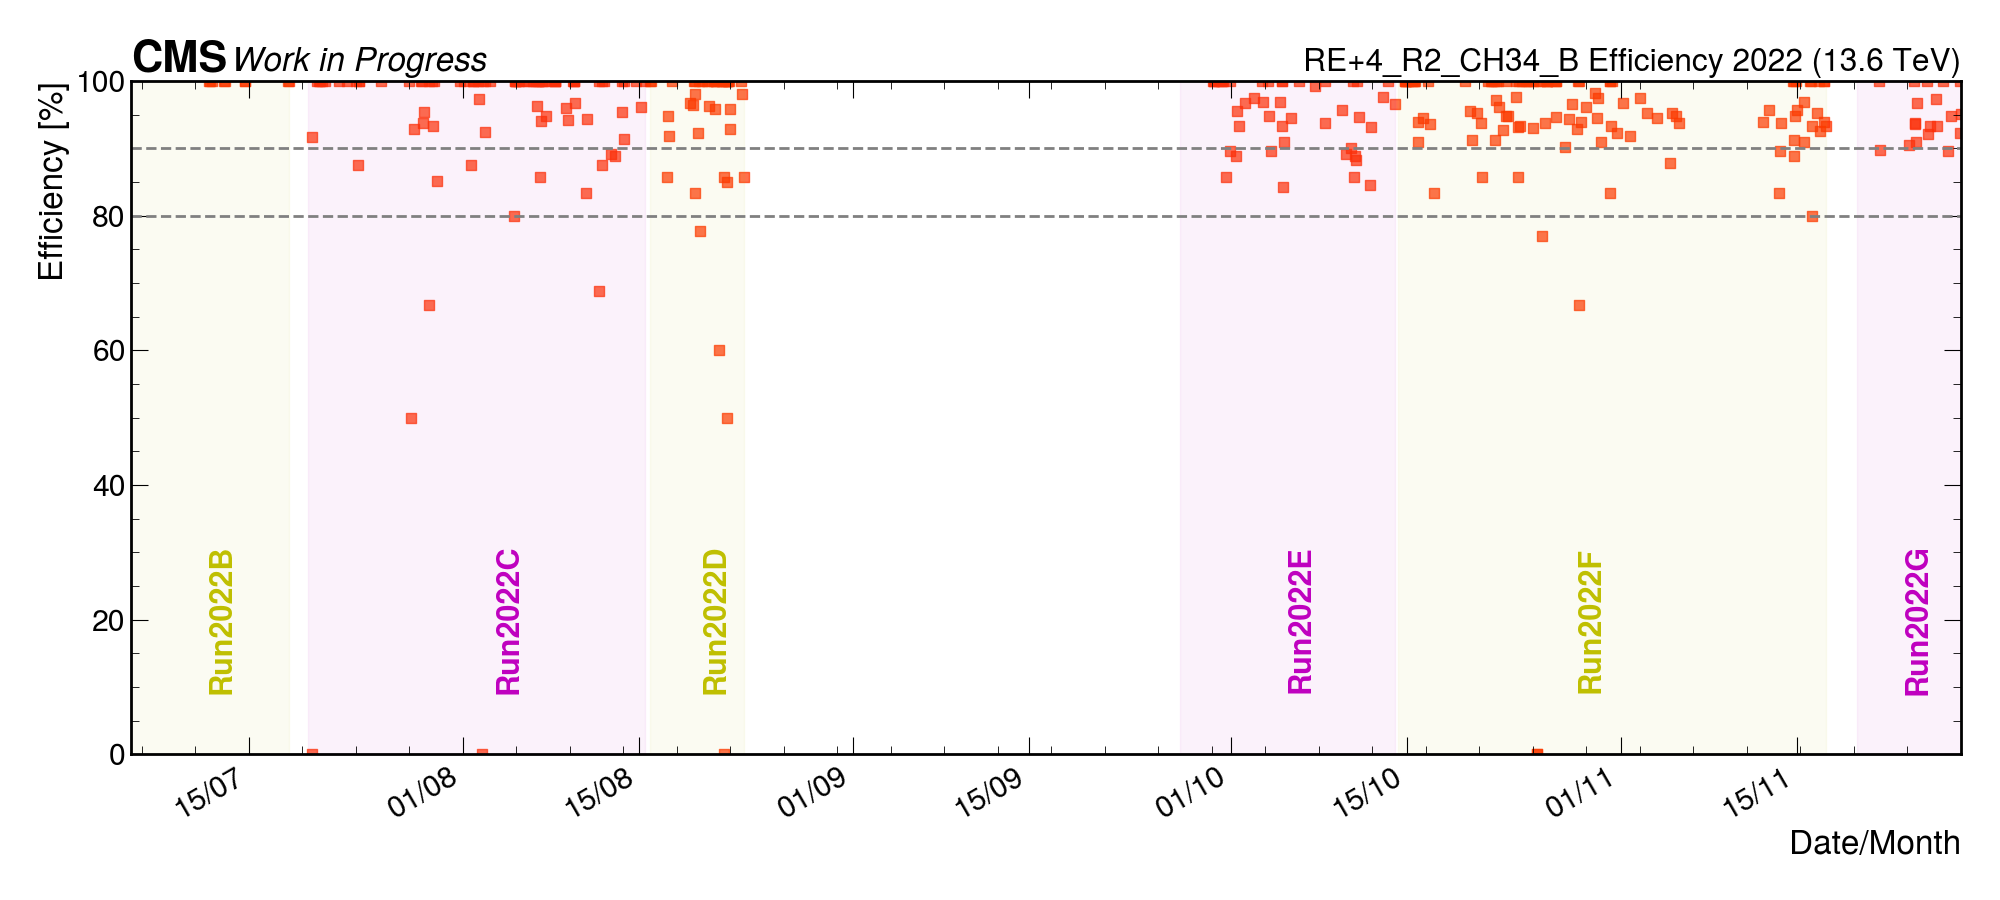 CMS Work in Progress
RE+4_R2_CH34_B Efficiency 2022 (13.6 TeV)
Efficiency [%]
100
80
60
40
20
0
Run2022B
Run2022C
Run2022D
Run2022E
Run2022F
Run2022G
15/07
01/08
15/08
01/09
15/09
01/10
15/10
01/11
15/11
Date/Month